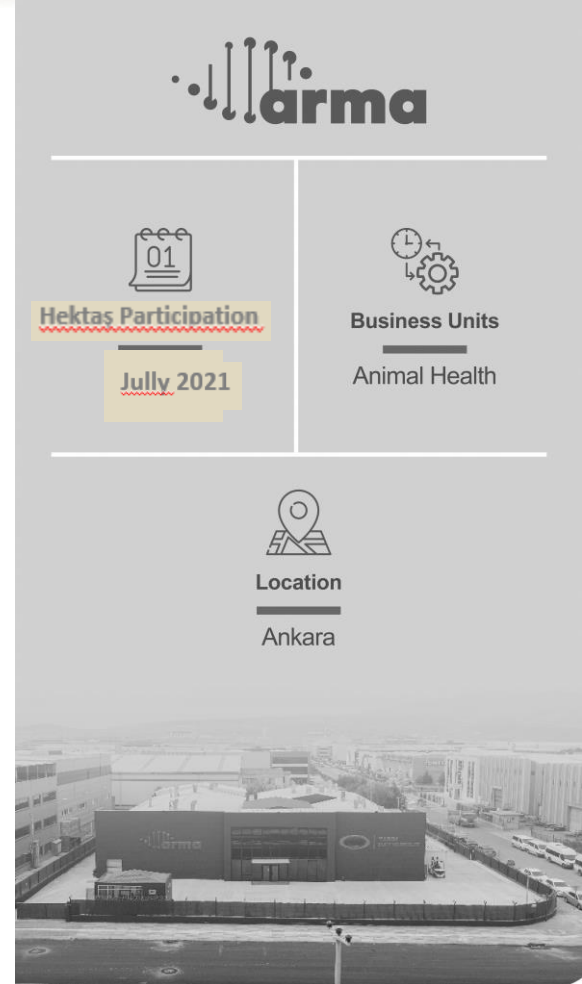 arma
01
Hektaş Participation
Jully 2021
Business Units
Animal Health
Location
Ankara
arma